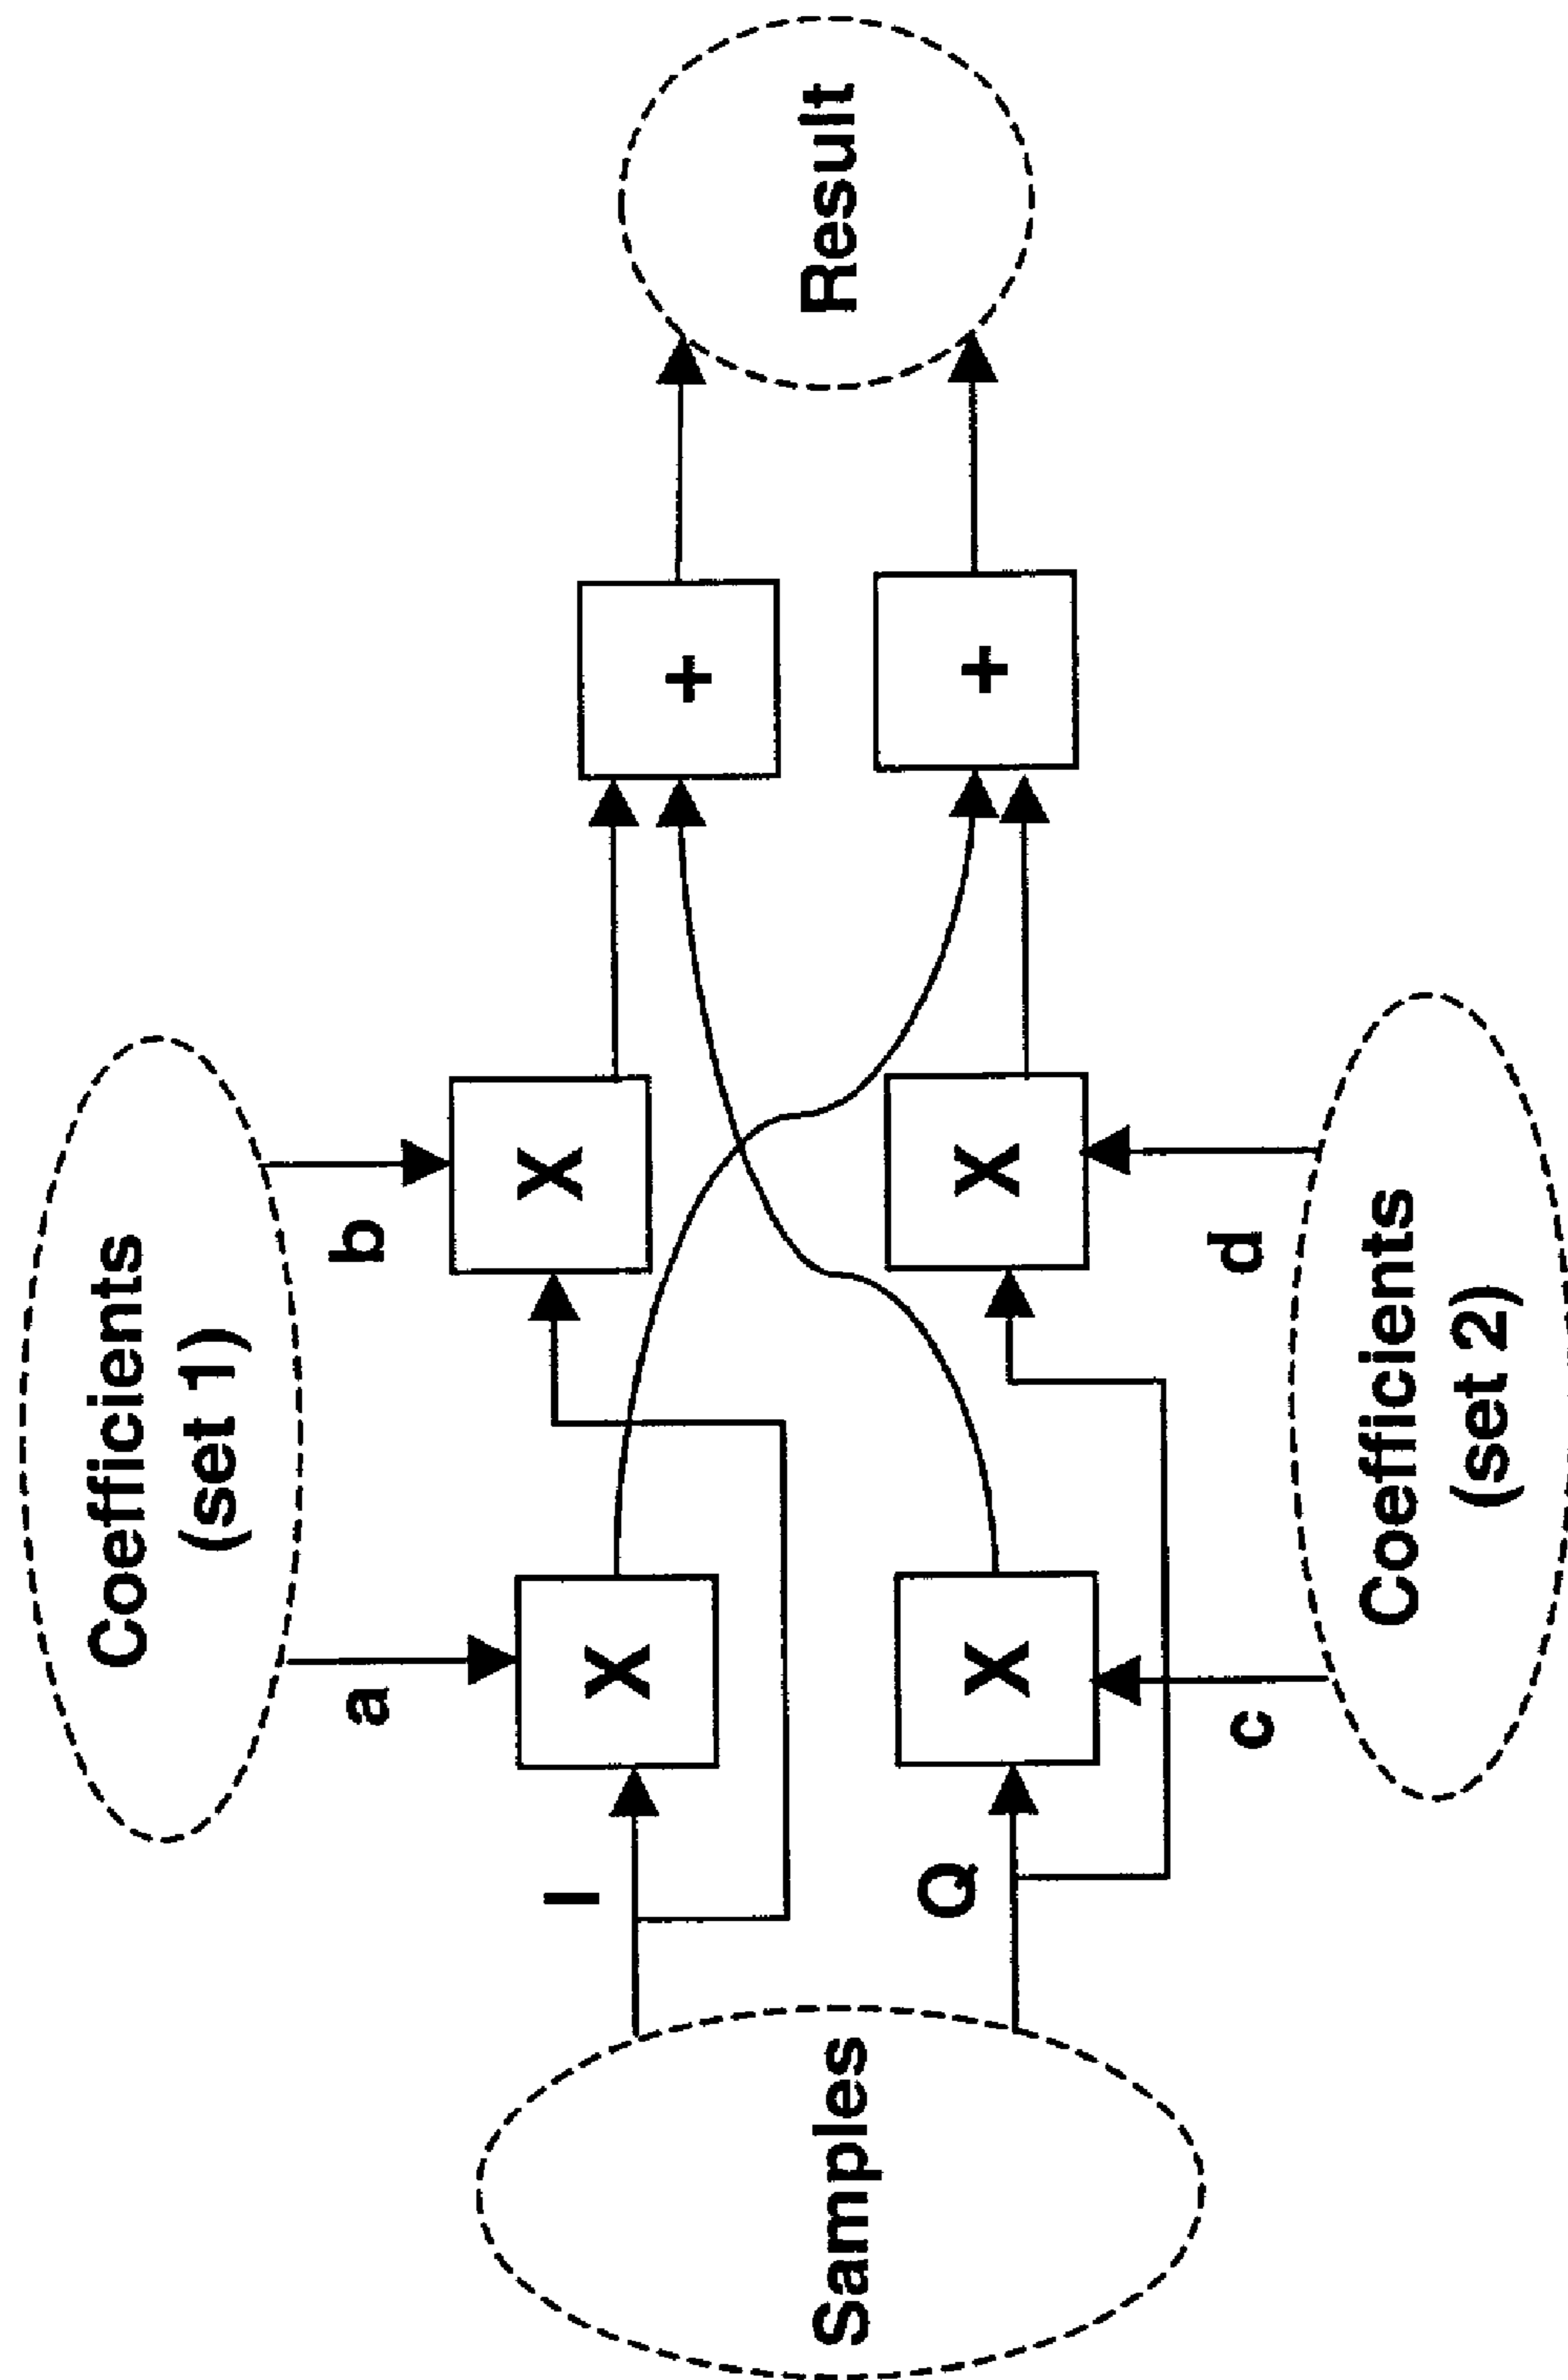 Coefficients
(set 1)
a
b
I
X
X
+
Samples
Result
Q
X
X
+
c
d
Coefficients
(set 2)